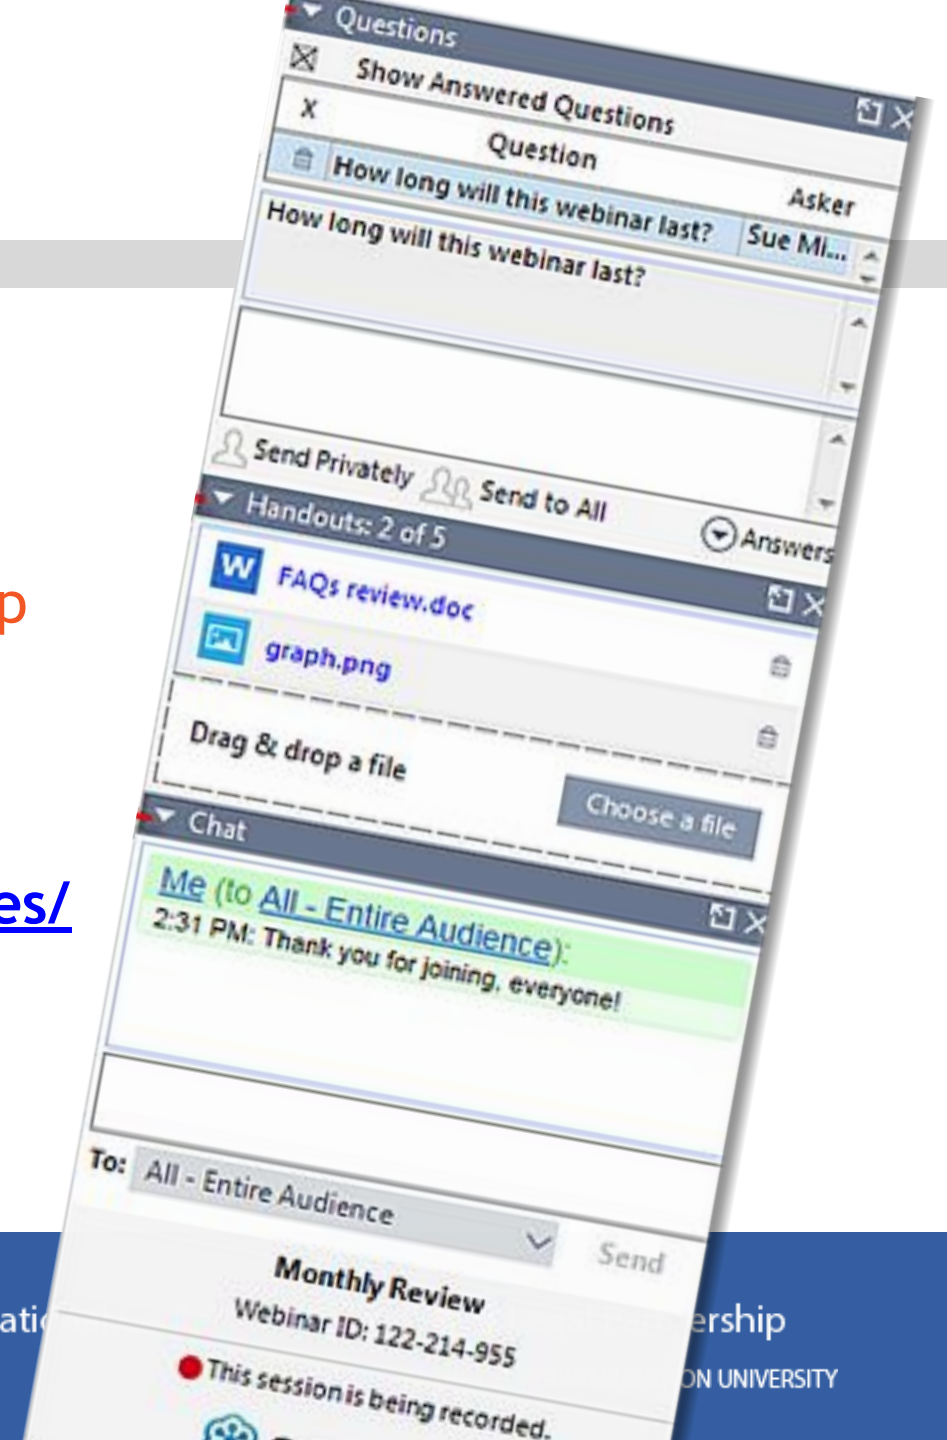 Questions
Show Answered Questions
X Question Asker
How long will this webinar last? Sue Mi...
How long will this webinar last?
Send Privately Send to All Answers
Handouts: 2 of 5
FAQs review.doc
graph.png
Drag & drop a file
Choose a file
Chat
Me (to All - Entire Audience):
2:31 PM: Thank you for joining, everyone!
To: All - Entire Audience
Send
Monthly Review
Webinar ID: 122-214-955
This session is being recorded.
p
es/
atic
ership
ON UNIVERSITY